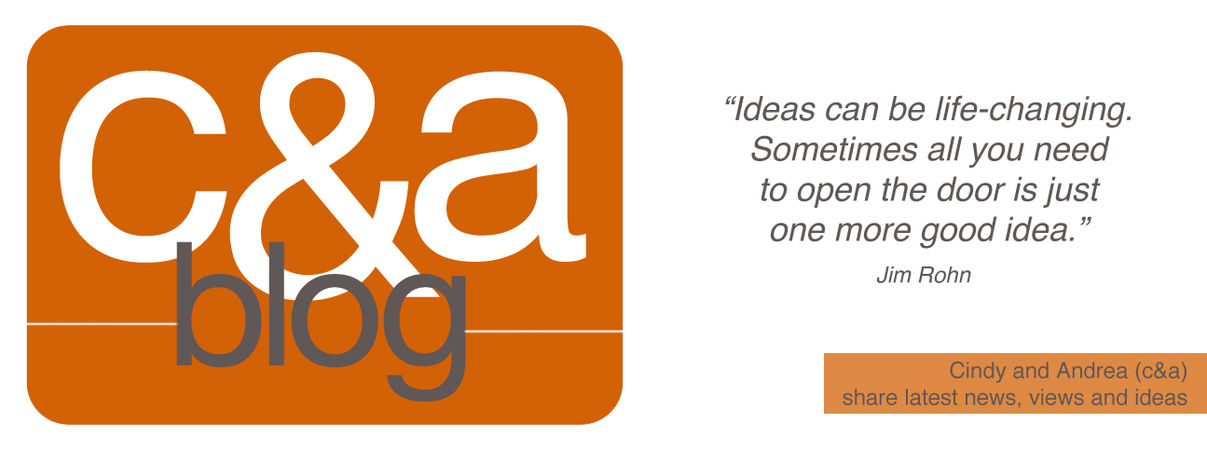 c&a
blog
“Ideas can be life-changing.
Sometimes all you need
to open the door is just
one more good idea.”
Jim Rohn
Cindy and Andrea (c&a)
share latest news, views and ideas